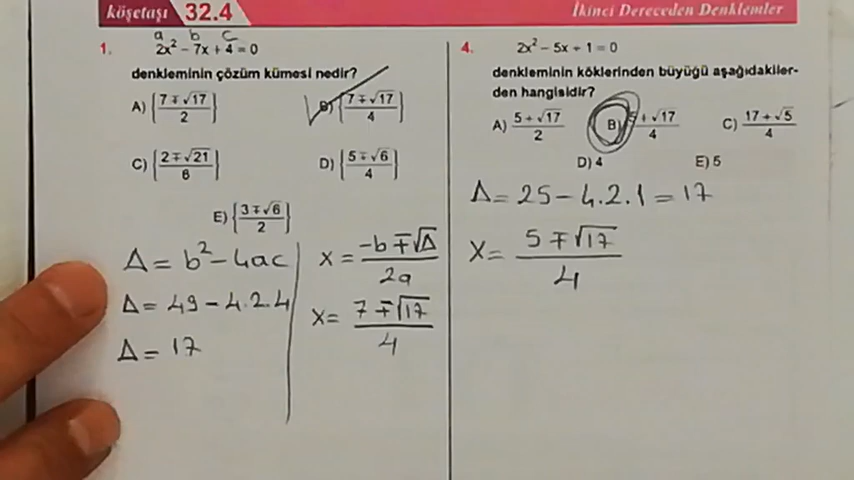 köşetaşı 32.4
İkinci Dereceden Denklemler
a b c
1. 2x² − 7x + 4 = 0
denkleminin çözüm kümesi nedir?
A) {7∓√17/2} B) {7∓√17/4}
C) {2∓√21/6} D) {5∓√6/4}
E) {3∓√6/2}
Δ = b² − 4ac
Δ = 49 − 4.2.4
Δ = 17
x = −b∓√Δ/2a
x = 7∓√17/4
4. 2x² − 5x + 1 = 0
denkleminin köklerinden büyüğü aşağıdakiler-
den hangisidir?
A) 5+√17/2 B) 5+√17/4 C) 17+√5/4
D) 4 E) 5
Δ = 25 − 4.2.1 = 17
x = 5∓√17/4